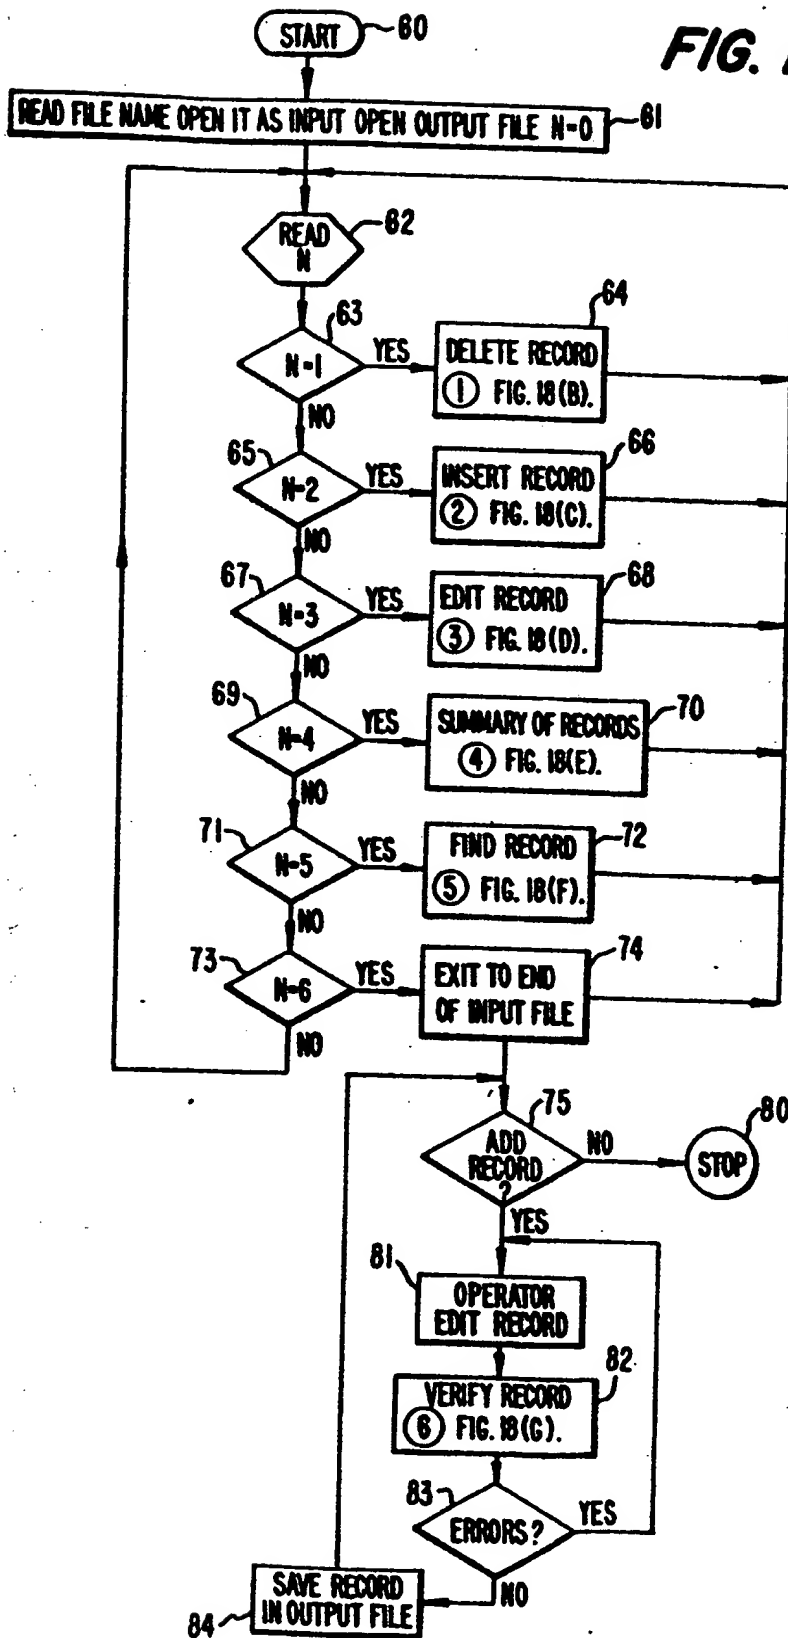 START 60
FIG. 1
READ FILE NAME OPEN IT AS INPUT OPEN OUTPUT FILE N=0 61
READ
N
62
63
N=1
YES
NO
64
DELETE RECORD
1 FIG. 18(B).
65
N=2
YES
NO
66
INSERT RECORD
2 FIG. 18(C).
67
N=3
YES
NO
68
EDIT RECORD
3 FIG. 18(D).
69
N=4
YES
NO
70
SUMMARY OF RECORDS
4 FIG. 18(E).
71
N=5
YES
NO
72
FIND RECORD
5 FIG. 18(F).
73
N=6
YES
NO
74
EXIT TO END
OF INPUT FILE
75
ADD
RECORD
?
NO
YES
80
STOP
81
OPERATOR
EDIT RECORD
82
VERIFY RECORD
6 FIG. 18(G).
83
ERRORS?
YES
NO
SAVE RECORD
IN OUTPUT FILE
84